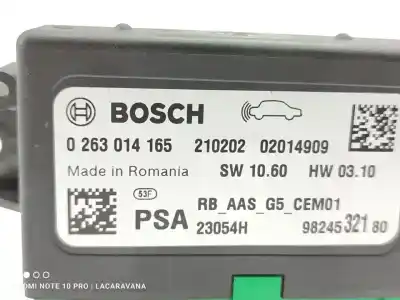 BOSCH
0 263 014 165 210202 02014909
Made in Romania SW 10.60 HW 03.10
53F
PSA RB_AAS_G5_CEM01
23054H 98245 321 80
MI NOTE 10 PRO / LACARAVANA